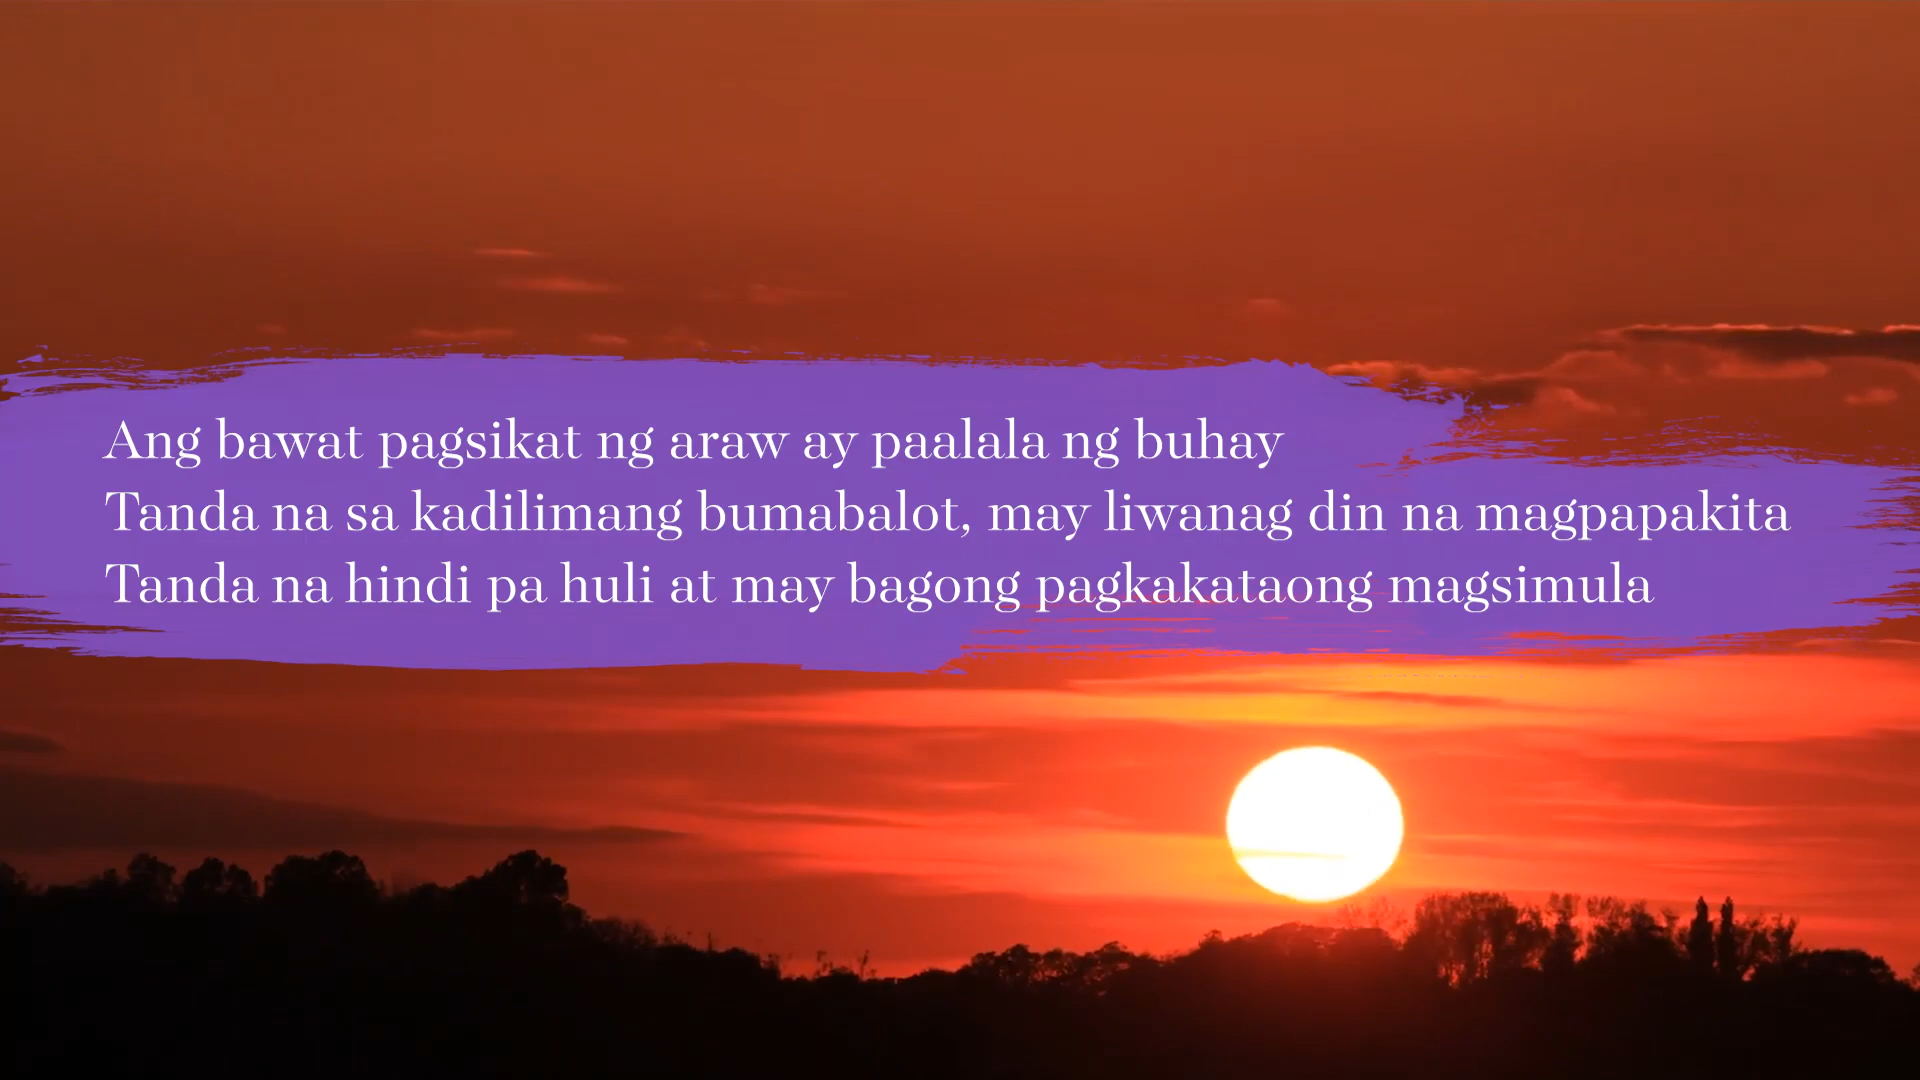 Ang bawat pagsikat ng araw ay paalala ng buhay
Tanda na sa kadilimang bumabalot, may liwanag din na magpapakita
Tanda na hindi pa huli at may bagong pagkakataong magsimula